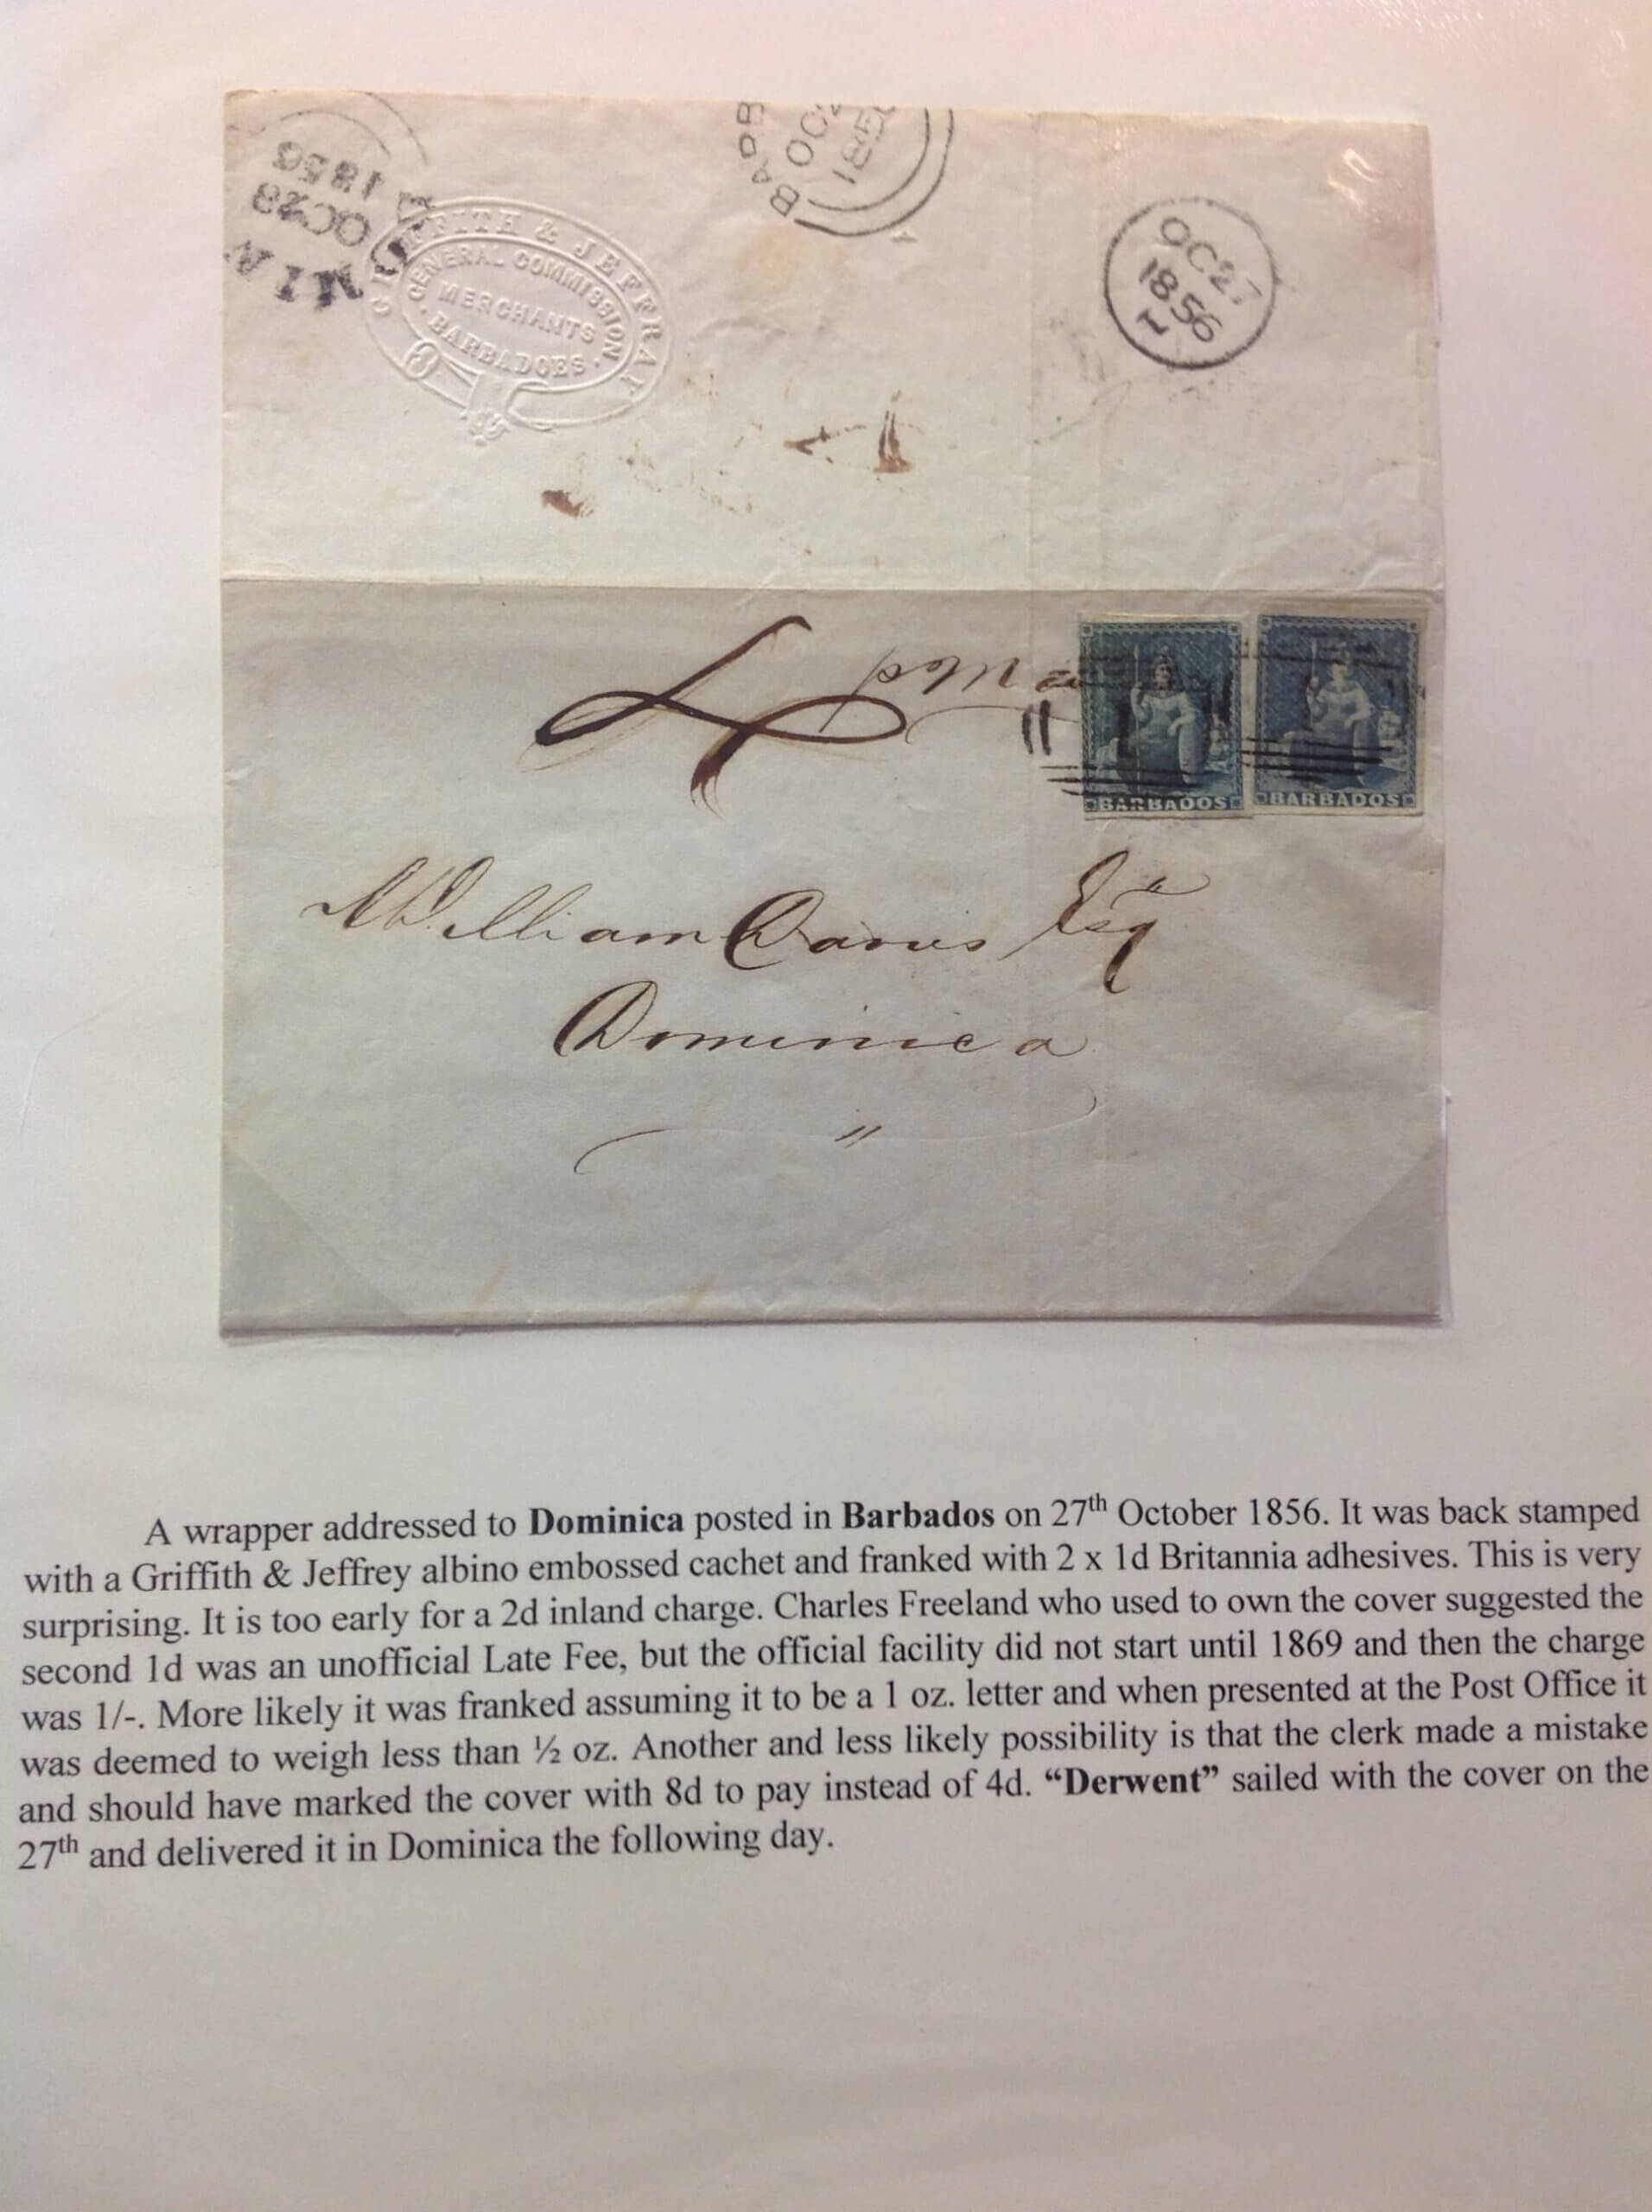 1856
OC28
GRIFFITH & JEFFRAY
GENERAL COMMISSION
MERCHANTS
BARBADOES
BARB
OC2
185
OC27
1856
4
BARBADOS
BARBADOS
William Davis Esqr
Dominica
A wrapper addressed to Dominica posted in Barbados on 27th October 1856. It was back stamped
with a Griffith & Jeffrey albino embossed cachet and franked with 2 x 1d Britannia adhesives. This is very
surprising. It is too early for a 2d inland charge. Charles Freeland who used to own the cover suggested the
second 1d was an unofficial Late Fee, but the official facility did not start until 1869 and then the charge
was 1/-. More likely it was franked assuming it to be a 1 oz. letter and when presented at the Post Office it
was deemed to weigh less than ½ oz. Another and less likely possibility is that the clerk made a mistake
and should have marked the cover with 8d to pay instead of 4d. “Derwent” sailed with the cover on the
27th and delivered it in Dominica the following day.